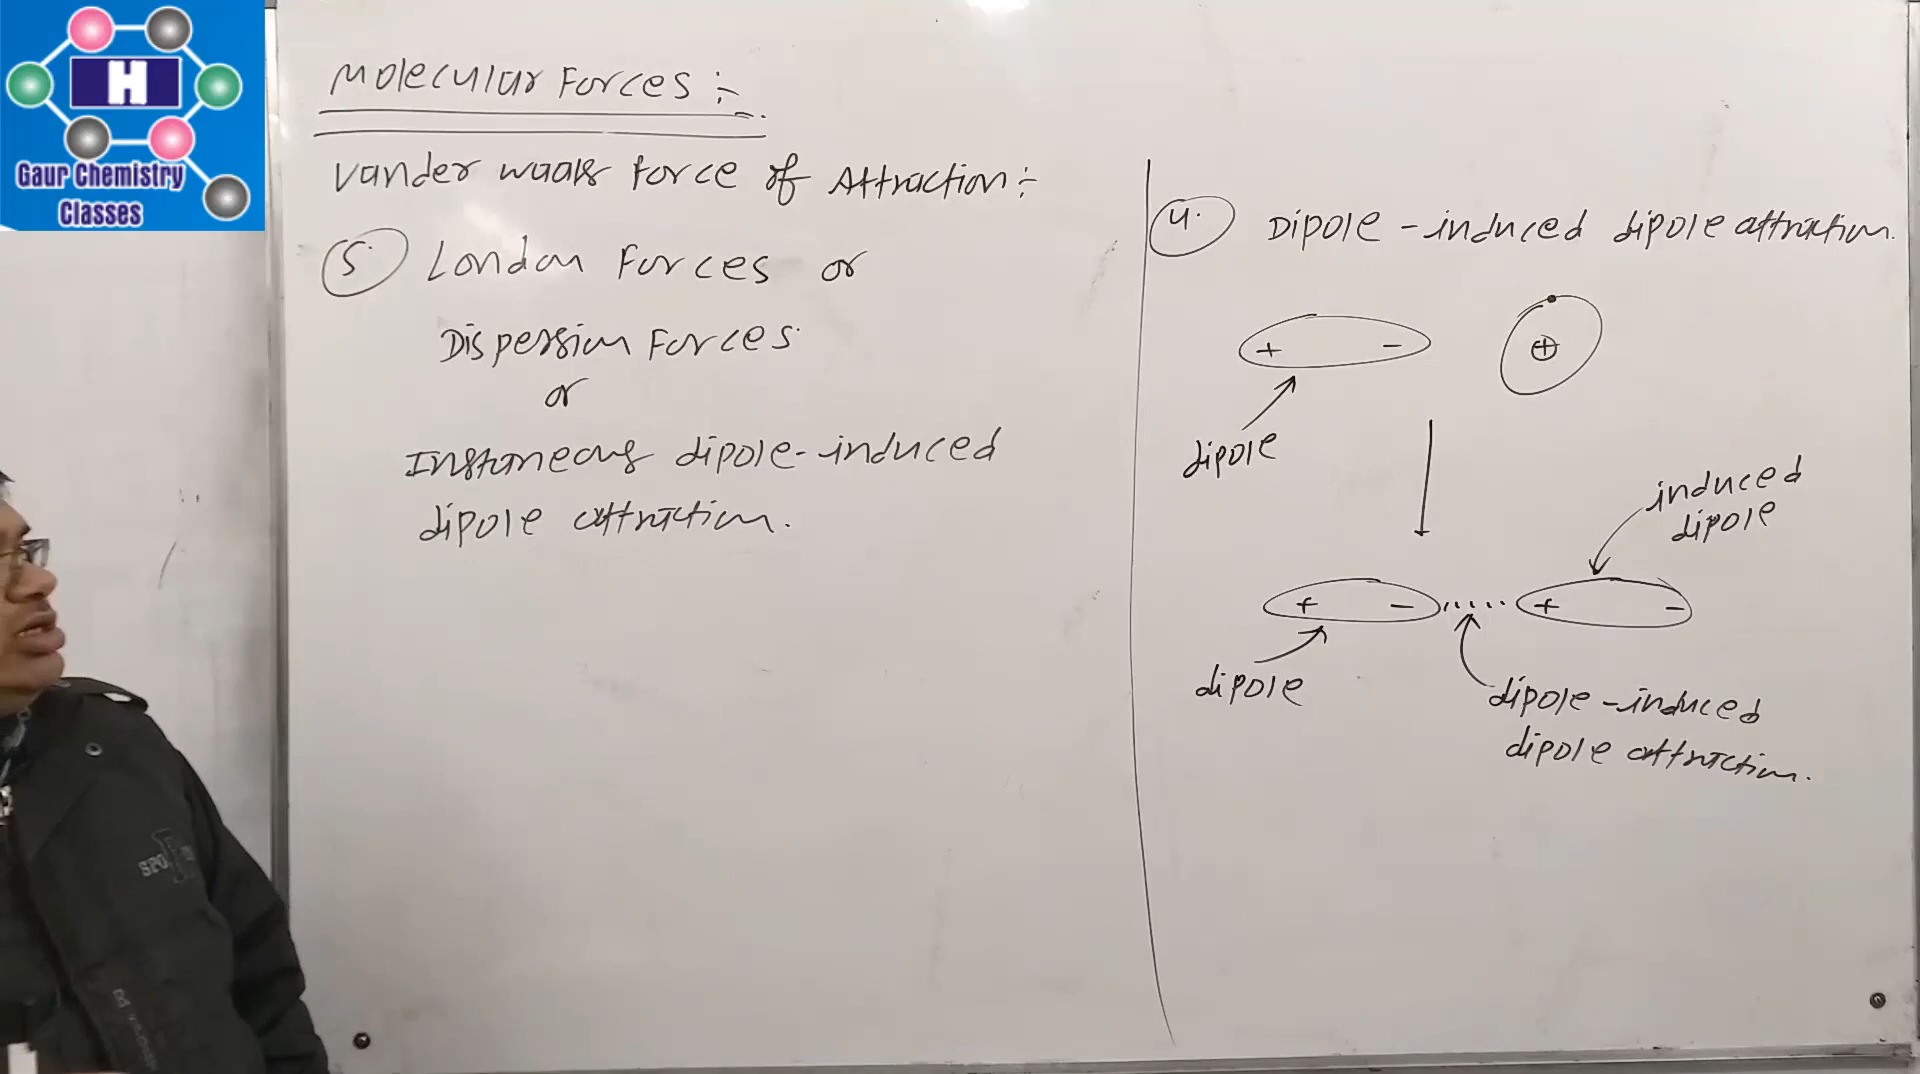 H
Gaur Chemistry
Classes
Molecular Forces :-
Vander waals Force of Attraction :-
5. London Forces or
Dispersion Forces
or
Instaneous dipole-induced
dipole attraction.
4. Dipole-induced dipole attraction.
+ -
+
dipole
induced
dipole
+ - ..... + -
dipole
dipole-induced
dipole attraction.
SPO